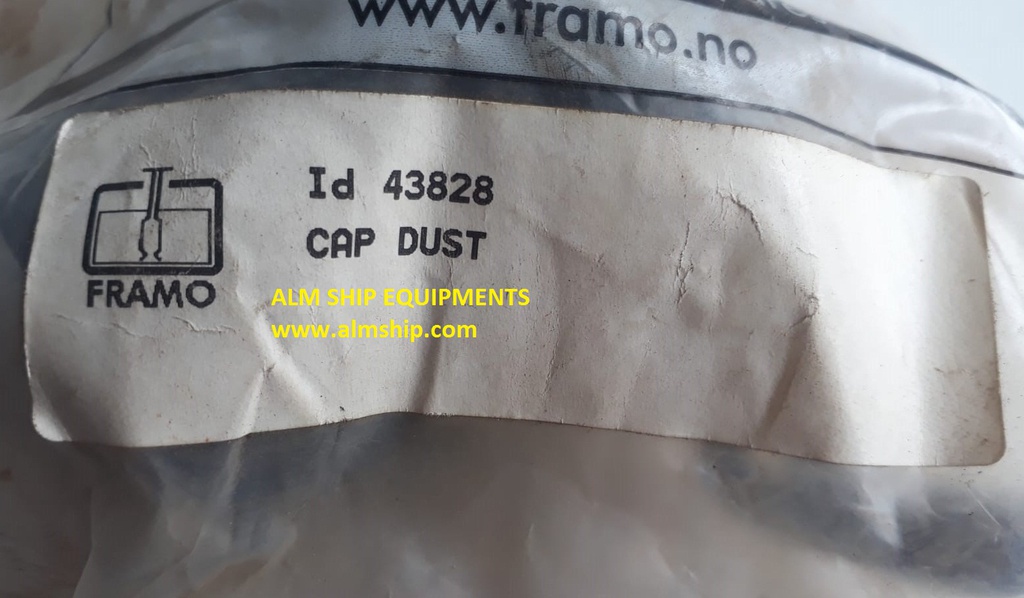 www.framo.no
Id 43828
CAP DUST
FRAMO
ALM SHIP EQUIPMENTS
www.almship.com